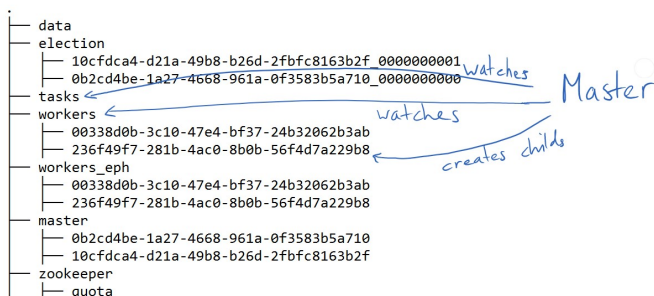 .
├── data
├── election
│   ├── 10cfdca4-d21a-49b8-b26d-2fbfc8163b2f_0000000001
│   ├── 0b2cd4be-1a27-4668-961a-0f3583b5a710_0000000000
watches
├── tasks
Master
├── workers
watches
│   ├── 00338d0b-3c10-47e4-bf37-24b32062b3ab
│   ├── 236f49f7-281b-4ac0-8b0b-56f4d7a229b8
creates childs
├── workers_eph
│   ├── 00338d0b-3c10-47e4-bf37-24b32062b3ab
│   ├── 236f49f7-281b-4ac0-8b0b-56f4d7a229b8
├── master
│   ├── 0b2cd4be-1a27-4668-961a-0f3583b5a710
│   ├── 10cfdca4-d21a-49b8-b26d-2fbfc8163b2f
├── zookeeper
│   ├── quota